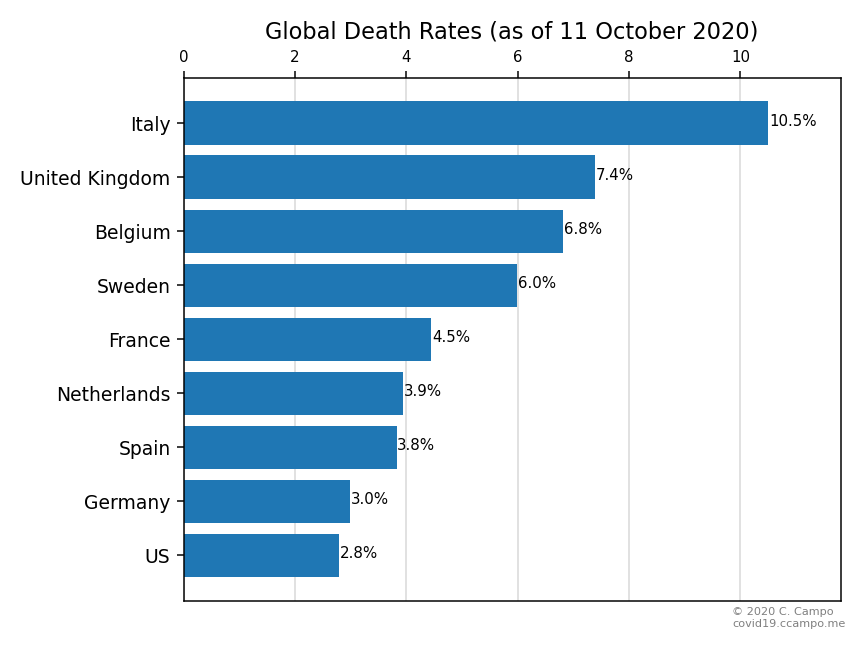 Global Death Rates (as of 11 October 2020)
0 2 4 6 8 10
Italy 10.5%
United Kingdom 7.4%
Belgium 6.8%
Sweden 6.0%
France 4.5%
Netherlands 3.9%
Spain 3.8%
Germany 3.0%
US 2.8%
© 2020 C. Campo
covid19.ccampo.me